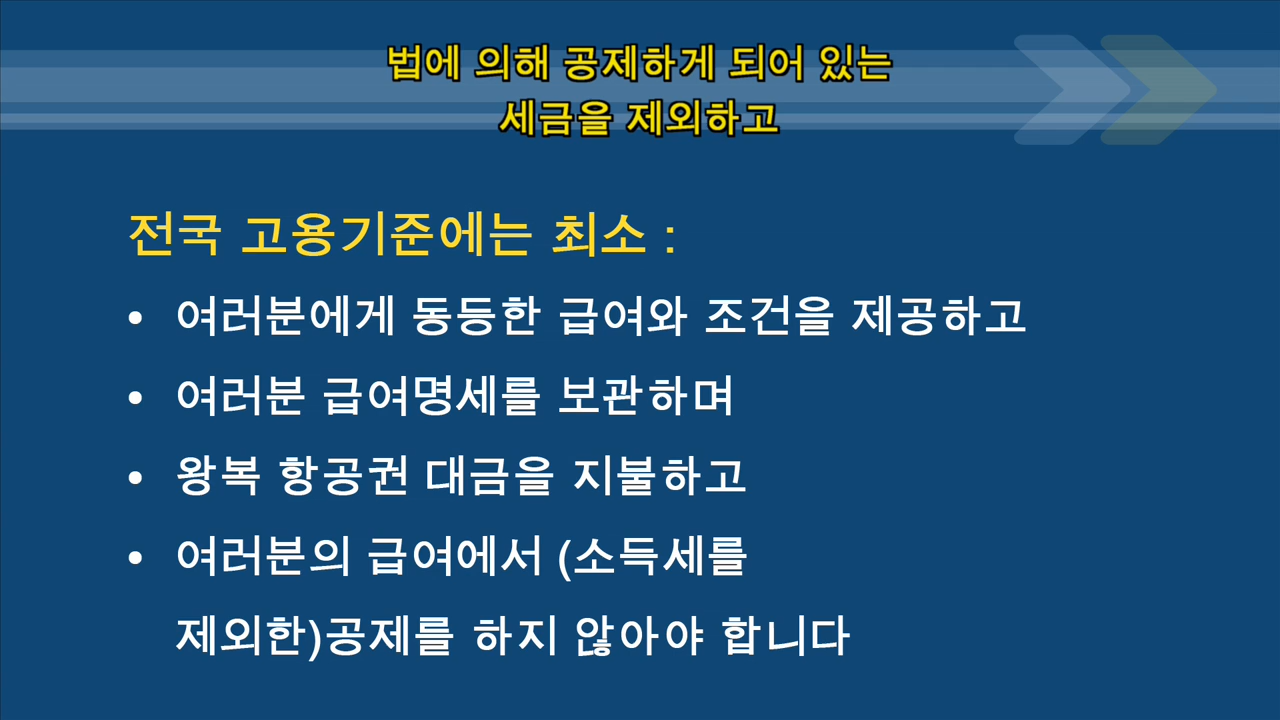 법에 의해 공제하게 되어 있는
세금을 제외하고
전국 고용기준에는 최소 :
• 여러분에게 동등한 급여와 조건을 제공하고
• 여러분 급여명세를 보관하며
• 왕복 항공권 대금을 지불하고
• 여러분의 급여에서 (소득세를
제외한)공제를 하지 않아야 합니다